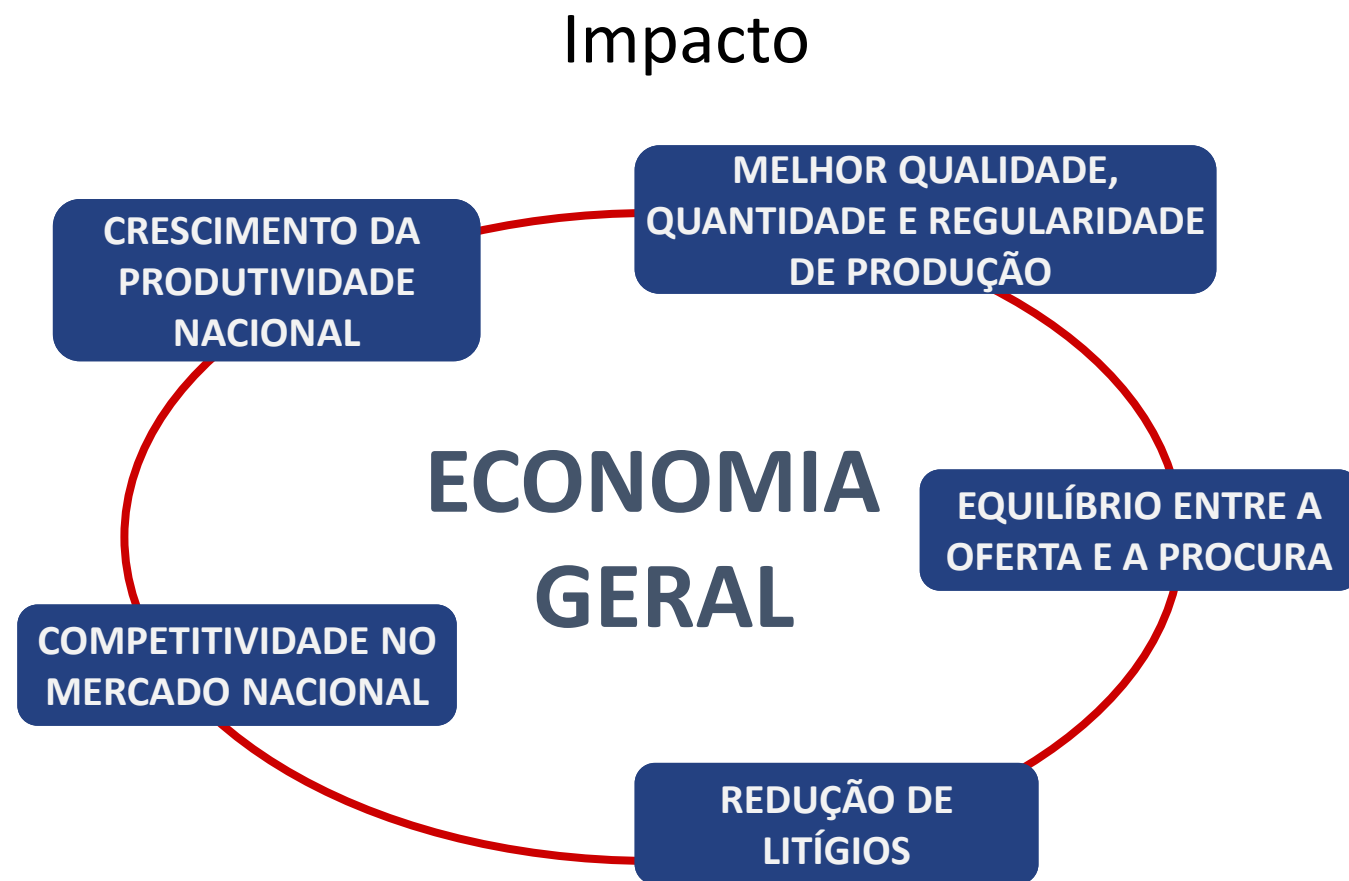 Impacto
MELHOR QUALIDADE,
QUANTIDADE E REGULARIDADE
DE PRODUÇÃO
CRESCIMENTO DA
PRODUTIVIDADE
NACIONAL
ECONOMIA
GERAL
EQUILÍBRIO ENTRE A
OFERTA E A PROCURA
COMPETITIVIDADE NO
MERCADO NACIONAL
REDUÇÃO DE
LITÍGIOS